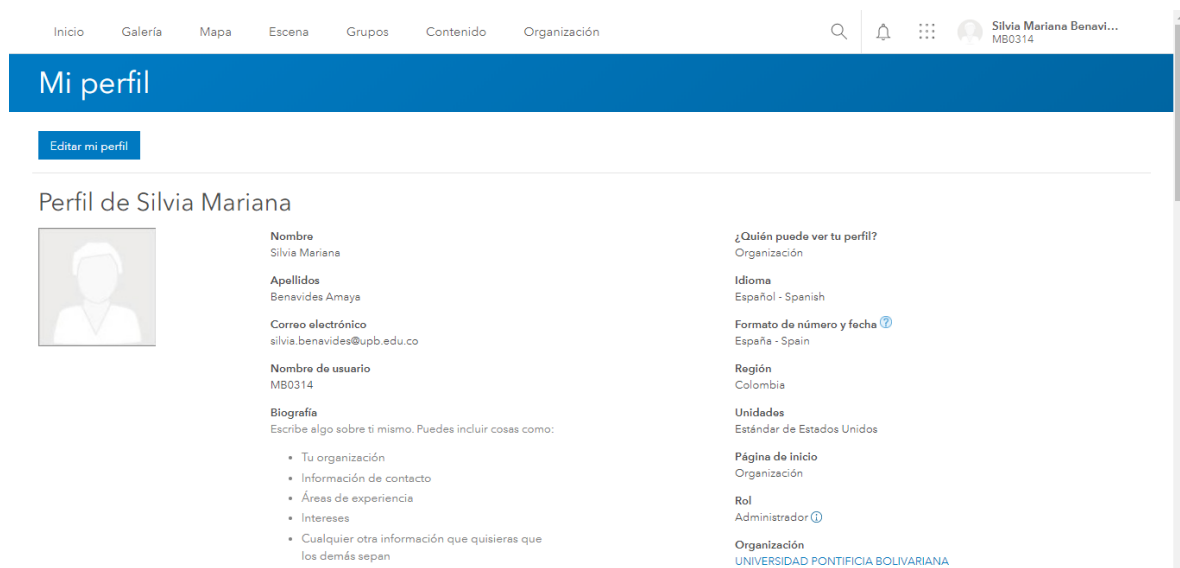 Inicio Galería Mapa Escena Grupos Contenido Organización
Silvia Mariana Benavi...
MB0314
Mi perfil
Editar mi perfil
Perfil de Silvia Mariana
Nombre
Silvia Mariana
Apellidos
Benavides Amaya
Correo electrónico
silvia.benavides@upb.edu.co
Nombre de usuario
MB0314
Biografía
Escribe algo sobre ti mismo. Puedes incluir cosas como:
• Tu organización
• Información de contacto
• Áreas de experiencia
• Intereses
• Cualquier otra información que quisieras que
los demás sepan
¿Quién puede ver tu perfil?
Organización
Idioma
Español - Spanish
Formato de número y fecha ?
España - Spain
Región
Colombia
Unidades
Estándar de Estados Unidos
Página de inicio
Organización
Rol
Administrador i
Organización
UNIVERSIDAD PONTIFICIA BOLIVARIANA